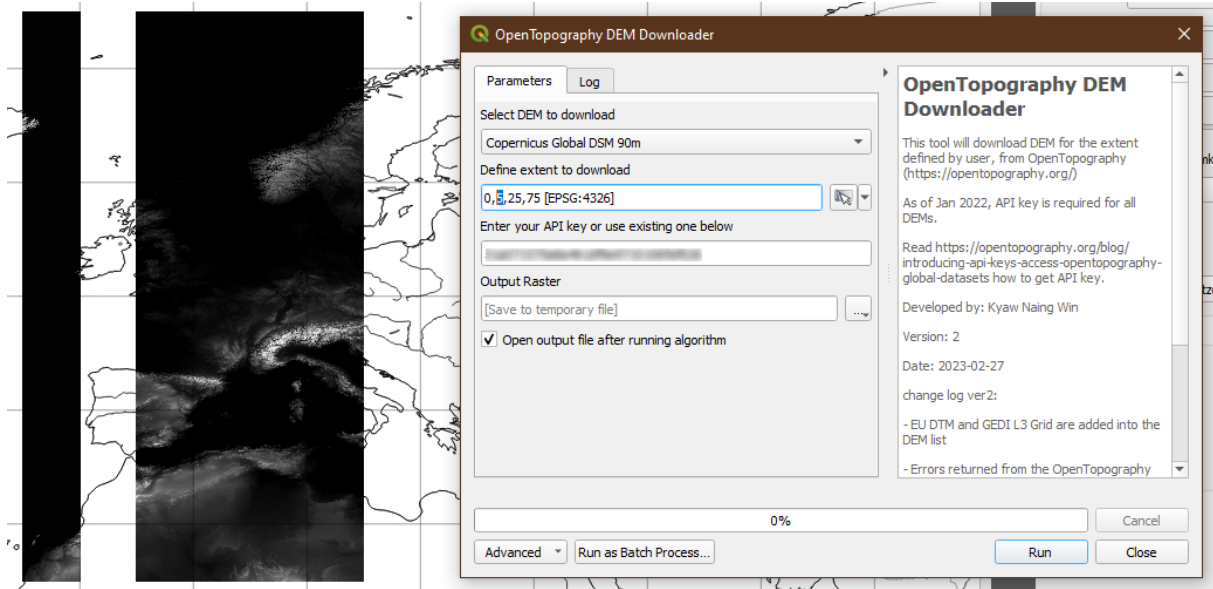 OpenTopography DEM Downloader
Parameters
Log
Select DEM to download
Copernicus Global DSM 90m
Define extent to download
0,5,25,75 [EPSG:4326]
Enter your API key or use existing one below
Output Raster
[Save to temporary file]
...
Open output file after running algorithm
OpenTopography DEM
Downloader
This tool will download DEM for the extent
defined by user, from OpenTopography
(https://opentopography.org/)
As of Jan 2022, API key is required for all
DEMs.
Read https://opentopography.org/blog/
introducing-api-keys-access-opentopography-
global-datasets how to get API key.
Developed by: Kyaw Naing Win
Version: 2
Date: 2023-02-27
change log ver2:
- EU DTM and GEDI L3 Grid are added into the
DEM list
- Errors returned from the OpenTopography
0%
Cancel
Advanced
Run as Batch Process...
Run
Close